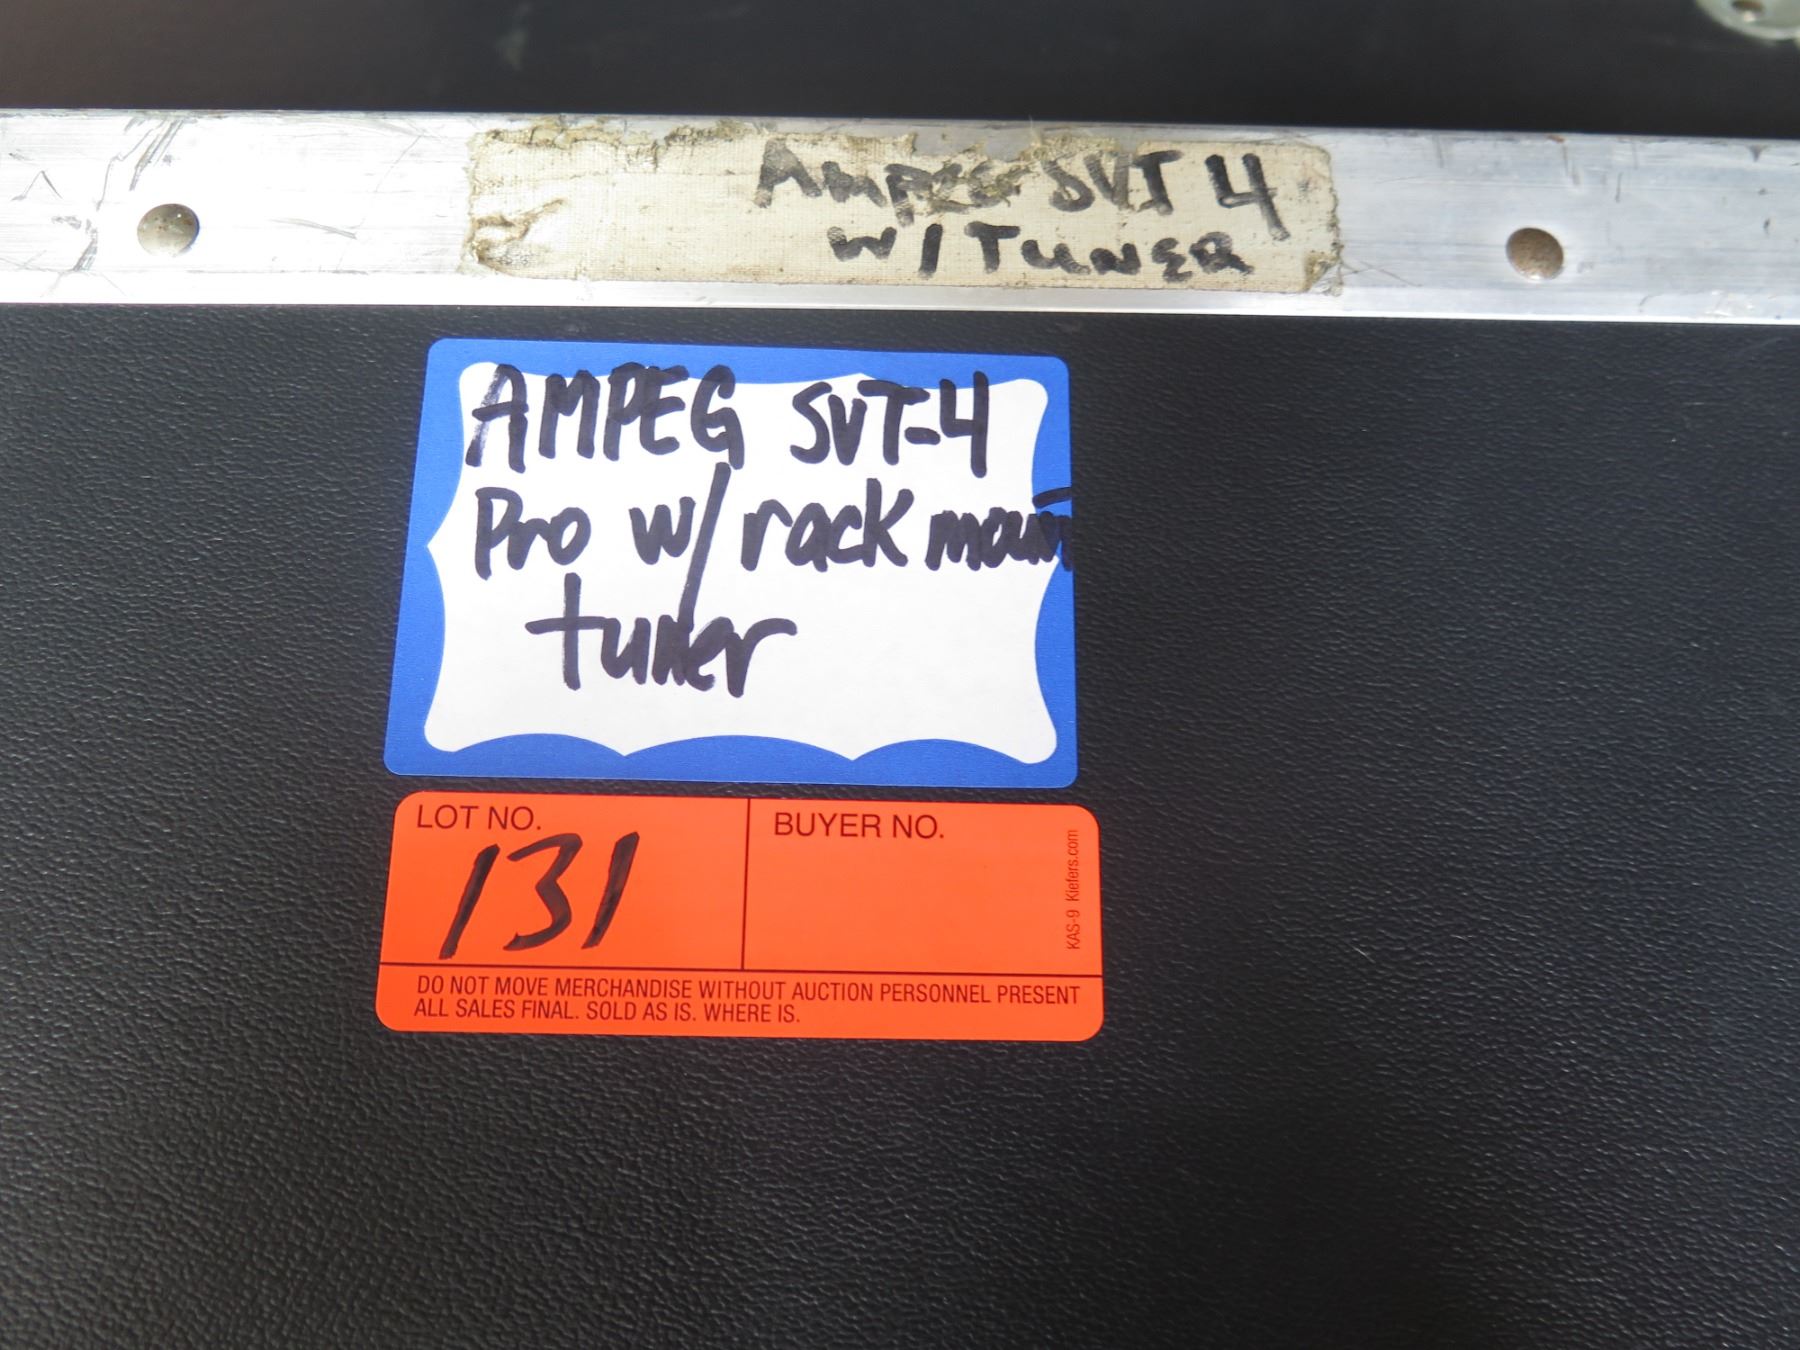 AMPEG SVT 4
W/ TUNER
AMPEG SVT-4
Pro w/ rack mount
tuner
LOT NO.
131
BUYER NO.
KAS-9 Kiefers.com
DO NOT MOVE MERCHANDISE WITHOUT AUCTION PERSONNEL PRESENT
ALL SALES FINAL. SOLD AS IS. WHERE IS.